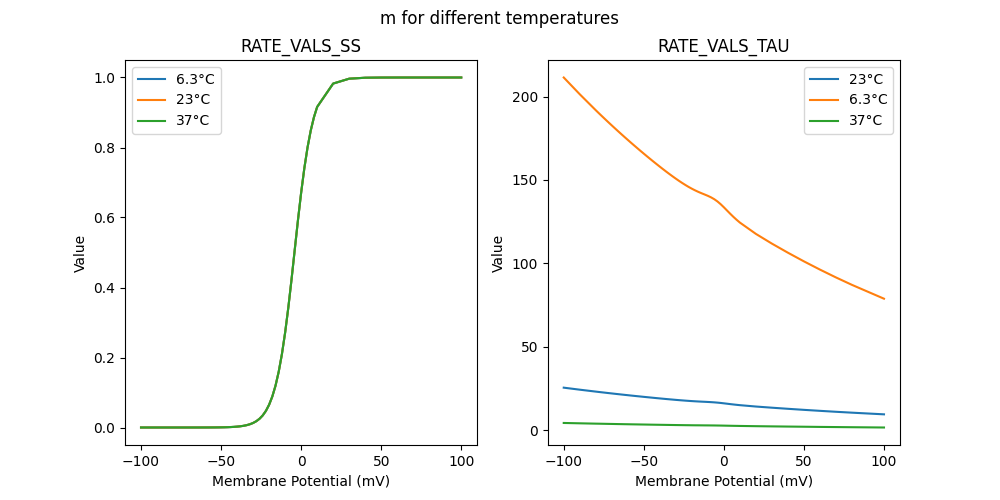 m for different temperatures
RATE_VALS_SS
6.3°C
23°C
37°C
1.0
0.8
0.6
0.4
0.2
0.0
Value
−100
−50
0
50
100
Membrane Potential (mV)
RATE_VALS_TAU
23°C
6.3°C
37°C
200
150
100
50
0
Value
−100
−50
0
50
100
Membrane Potential (mV)